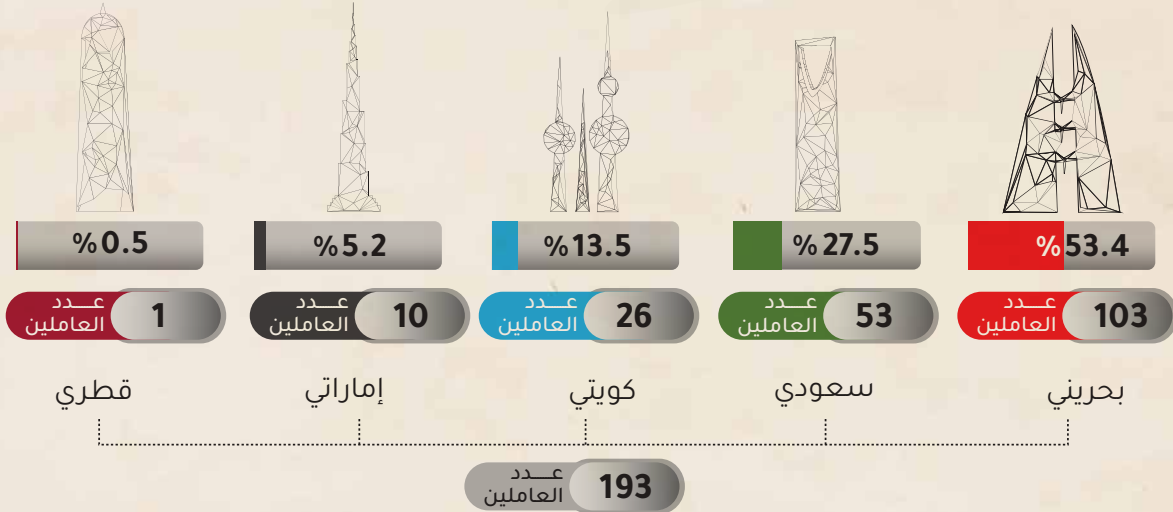 %53.4
%27.5
%13.5
%5.2
%0.5
عـــدد
العاملين
103
عـــدد
العاملين
53
عـــدد
العاملين
26
عـــدد
العاملين
10
عـــدد
العاملين
1
بحريني
سعودي
كويتي
إماراتي
قطري
عـــدد
العاملين
193